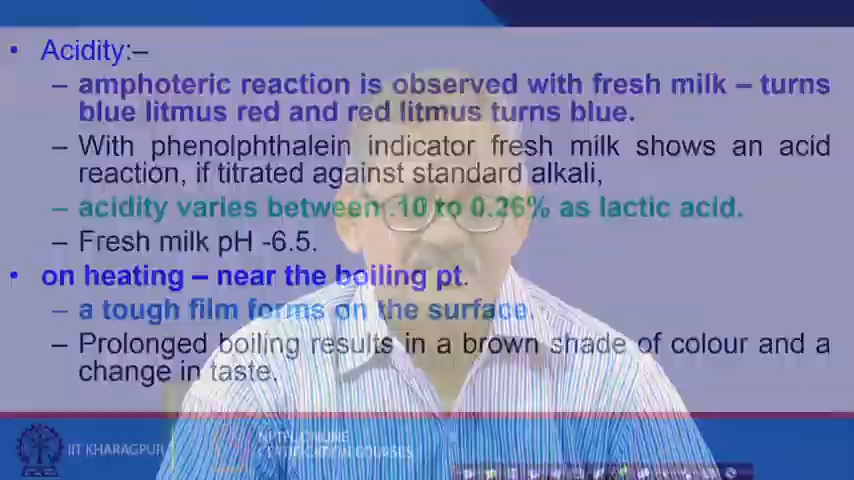 • Acidity:–
– amphoteric reaction is observed with fresh milk – turns
blue litmus red and red litmus turns blue.
– With phenolphthalein indicator fresh milk shows an acid
reaction, if titrated against standard alkali,
– acidity varies between .10 to 0.26% as lactic acid.
– Fresh milk pH -6.5.
• on heating – near the boiling pt.
– a tough film forms on the surface.
– Prolonged boiling results in a brown shade of colour and a
change in taste.
IIT KHARAGPUR
NPTEL ONLINE
CERTIFICATION COURSES